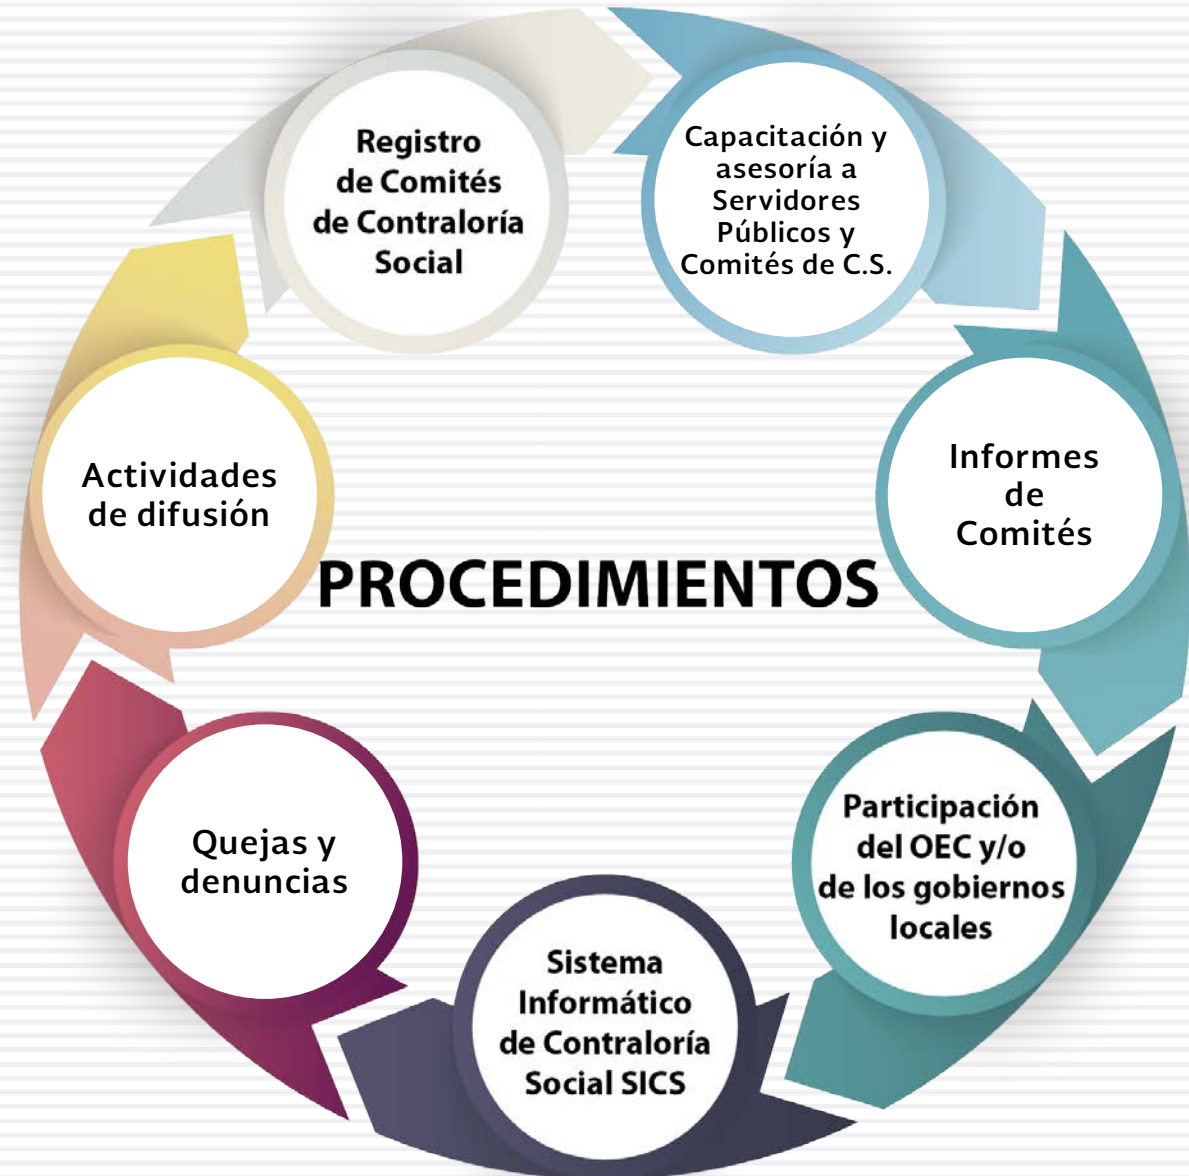 Registro
de Comités
de Contraloría
Social
Capacitación y
asesoría a
Servidores
Públicos y
Comités de C.S.
Informes
de
Comités
Participación
del OEC y/o
de los gobiernos
locales
Sistema
Informático
de Contraloría
Social SICS
Quejas y
denuncias
Actividades
de difusión
PROCEDIMIENTOS